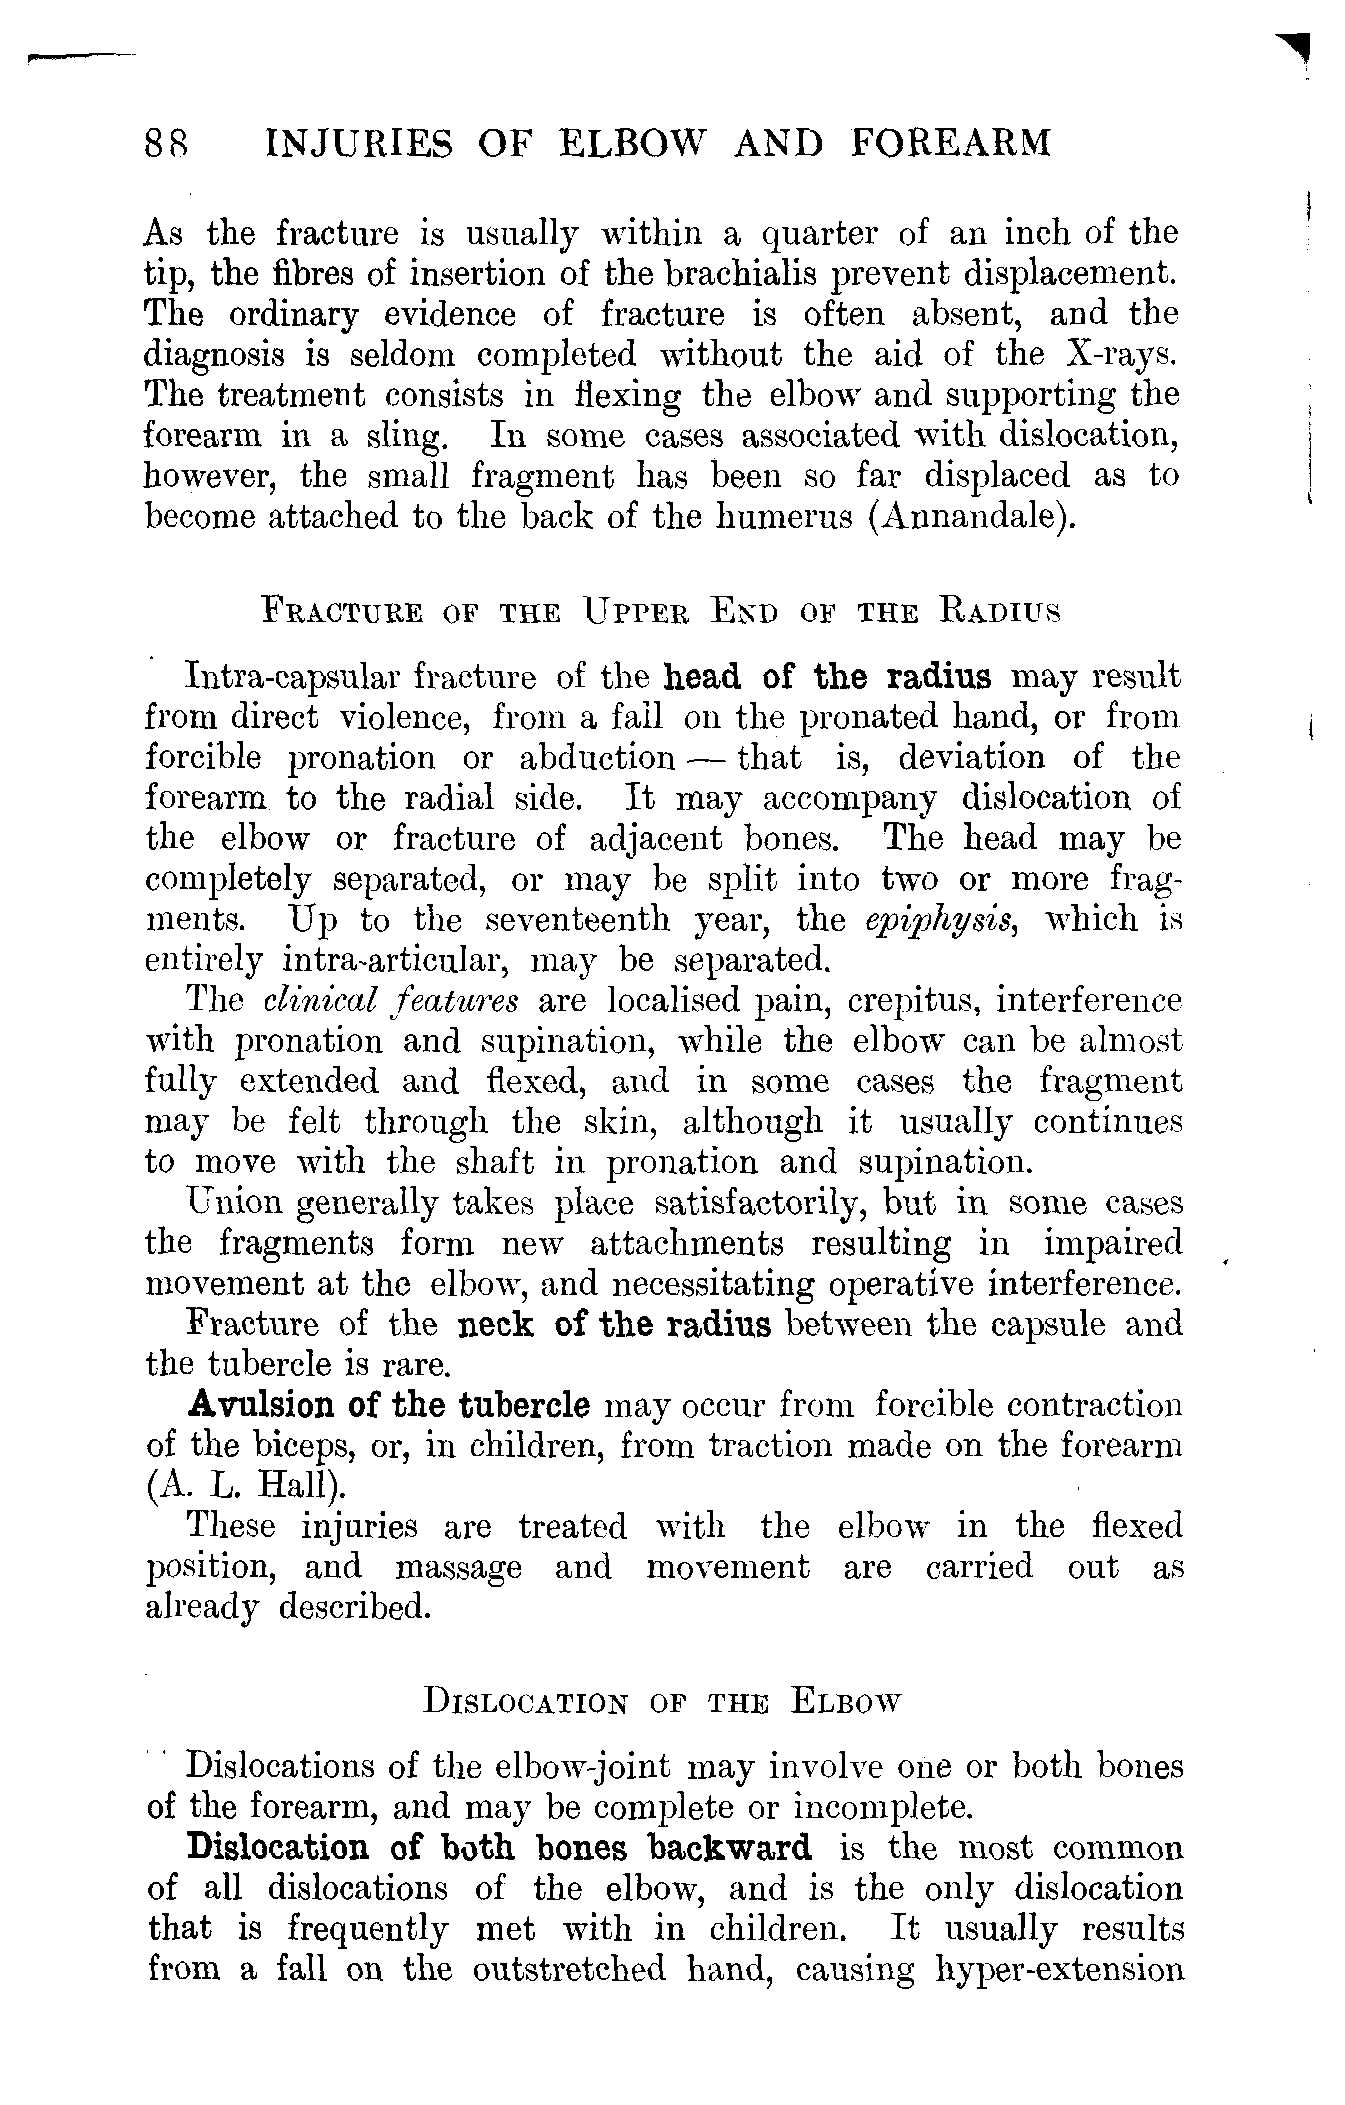 88 INJURIES OF ELBOW AND FOREARM
As the fracture is usually within a quarter of an inch of the
tip, the fibres of insertion of the brachialis prevent displacement.
The ordinary evidence of fracture is often absent, and the
diagnosis is seldom completed without the aid of the X-rays.
The treatment consists in flexing the elbow and supporting the
forearm in a sling. In some cases associated with dislocation,
however, the small fragment has been so far displaced as to
become attached to the back of the humerus (Annandale).
Fracture of the Upper End of the Radius
Intra-capsular fracture of the head of the radius may result
from direct violence, from a fall on the pronated hand, or from
forcible pronation or abduction — that is, deviation of the
forearm to the radial side. It may accompany dislocation of
the elbow or fracture of adjacent bones. The head may be
completely separated, or may be split into two or more frag-
ments. Up to the seventeenth year, the epiphysis, which is
entirely intra-articular, may be separated.
The clinical features are localised pain, crepitus, interference
with pronation and supination, while the elbow can be almost
fully extended and flexed, and in some cases the fragment
may be felt through the skin, although it usually continues
to move with the shaft in pronation and supination.
Union generally takes place satisfactorily, but in some cases
the fragments form new attachments resulting in impaired
movement at the elbow, and necessitating operative interference.
Fracture of the neck of the radius between the capsule and
the tubercle is rare.
Avulsion of the tubercle may occur from forcible contraction
of the biceps, or, in children, from traction made on the forearm
(A. L. Hall).
These injuries are treated with the elbow in the flexed
position, and massage and movement are carried out as
already described.
Dislocation of the Elbow
Dislocations of the elbow-joint may involve one or both bones
of the forearm, and may be complete or incomplete.
Dislocation of both bones backward is the most common
of all dislocations of the elbow, and is the only dislocation
that is frequently met with in children. It usually results
from a fall on the outstretched hand, causing hyper-extension